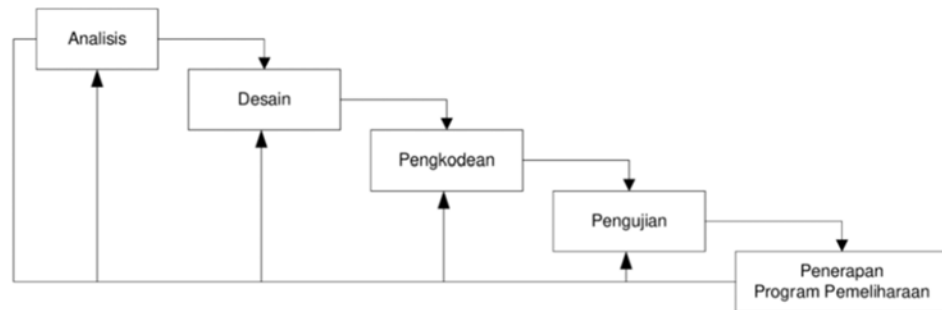 Analisis
Desain
Pengkodean
Pengujian
Penerapan
Program Pemeliharaan